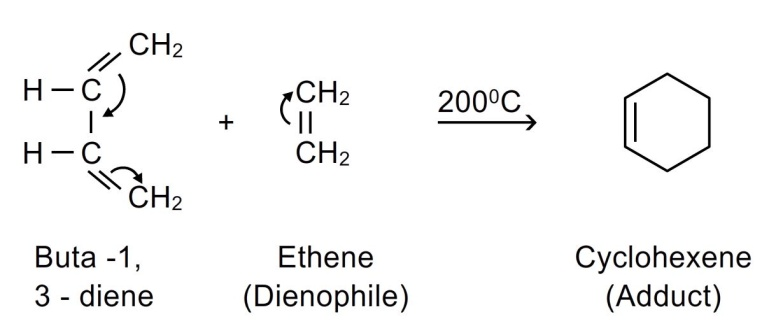 CH₂
H — C
H — C
CH₂
+
CH₂
CH₂
200⁰C
Buta -1,
3 - diene
Ethene
(Dienophile)
Cyclohexene
(Adduct)